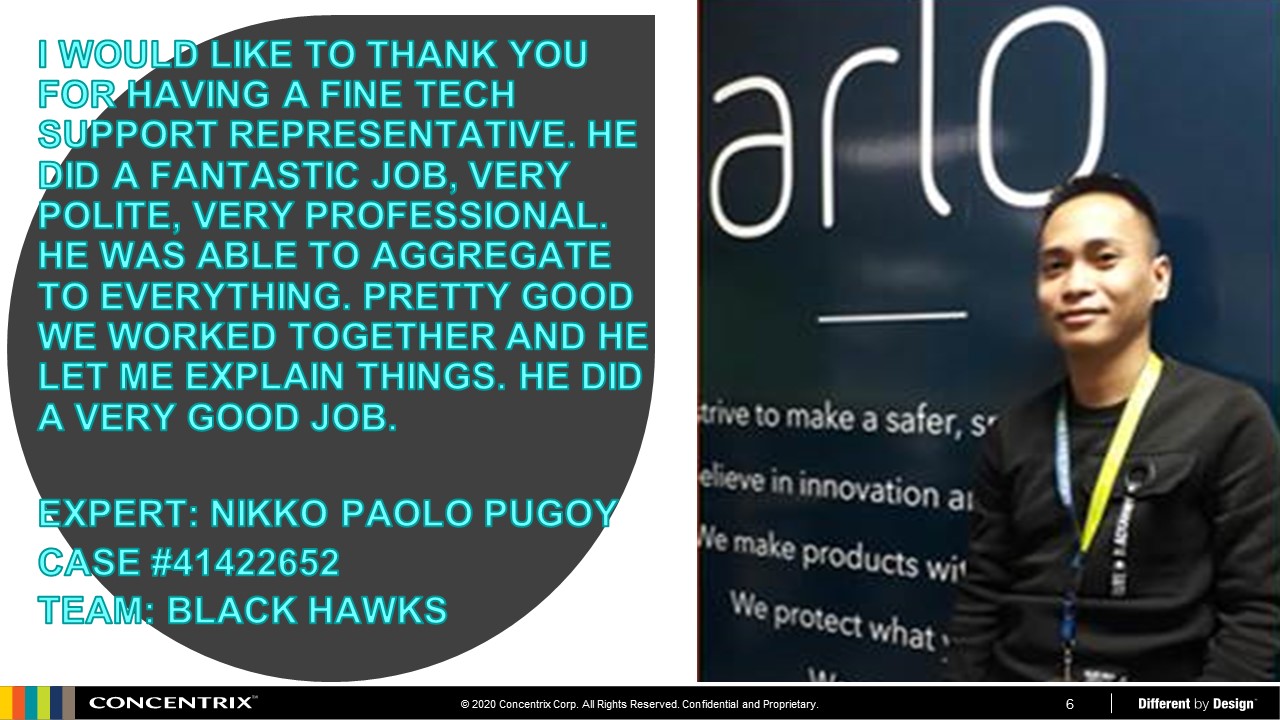 I WOULD LIKE TO THANK YOU
FOR HAVING A FINE TECH
SUPPORT REPRESENTATIVE. HE
DID A FANTASTIC JOB, VERY
POLITE, VERY PROFESSIONAL.
HE WAS ABLE TO AGGREGATE
TO EVERYTHING. PRETTY GOOD
WE WORKED TOGETHER AND HE
LET ME EXPLAIN THINGS. HE DID
A VERY GOOD JOB.
EXPERT: NIKKO PAOLO PUGOY
CASE #41422652
TEAM: BLACK HAWKS
arlo
strive to make a safer,
elieve in innovation
We make products
We protect what
CONCENTRIX
© 2020 Concentrix Corp. All Rights Reserved. Confidential and Proprietary.
6
Different by Design